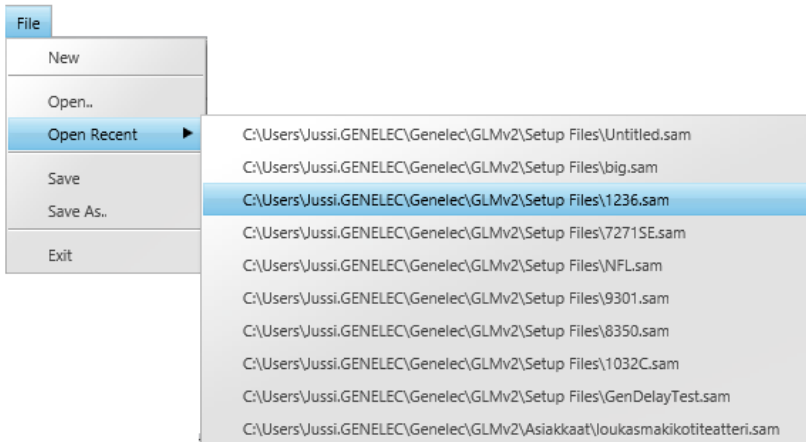 File
New
Open..
Open Recent
Save
Save As..
Exit
C:\Users\Jussi.GENELEC\Genelec\GLMv2\Setup Files\Untitled.sam
C:\Users\Jussi.GENELEC\Genelec\GLMv2\Setup Files\big.sam
C:\Users\Jussi.GENELEC\Genelec\GLMv2\Setup Files\1236.sam
C:\Users\Jussi.GENELEC\Genelec\GLMv2\Setup Files\7271SE.sam
C:\Users\Jussi.GENELEC\Genelec\GLMv2\Setup Files\NFL.sam
C:\Users\Jussi.GENELEC\Genelec\GLMv2\Setup Files\9301.sam
C:\Users\Jussi.GENELEC\Genelec\GLMv2\Setup Files\8350.sam
C:\Users\Jussi.GENELEC\Genelec\GLMv2\Setup Files\1032C.sam
C:\Users\Jussi.GENELEC\Genelec\GLMv2\Setup Files\GenDelayTest.sam
C:\Users\Jussi.GENELEC\Genelec\GLMv2\Asiakkaat\loukasmakikotiteatteri.sam